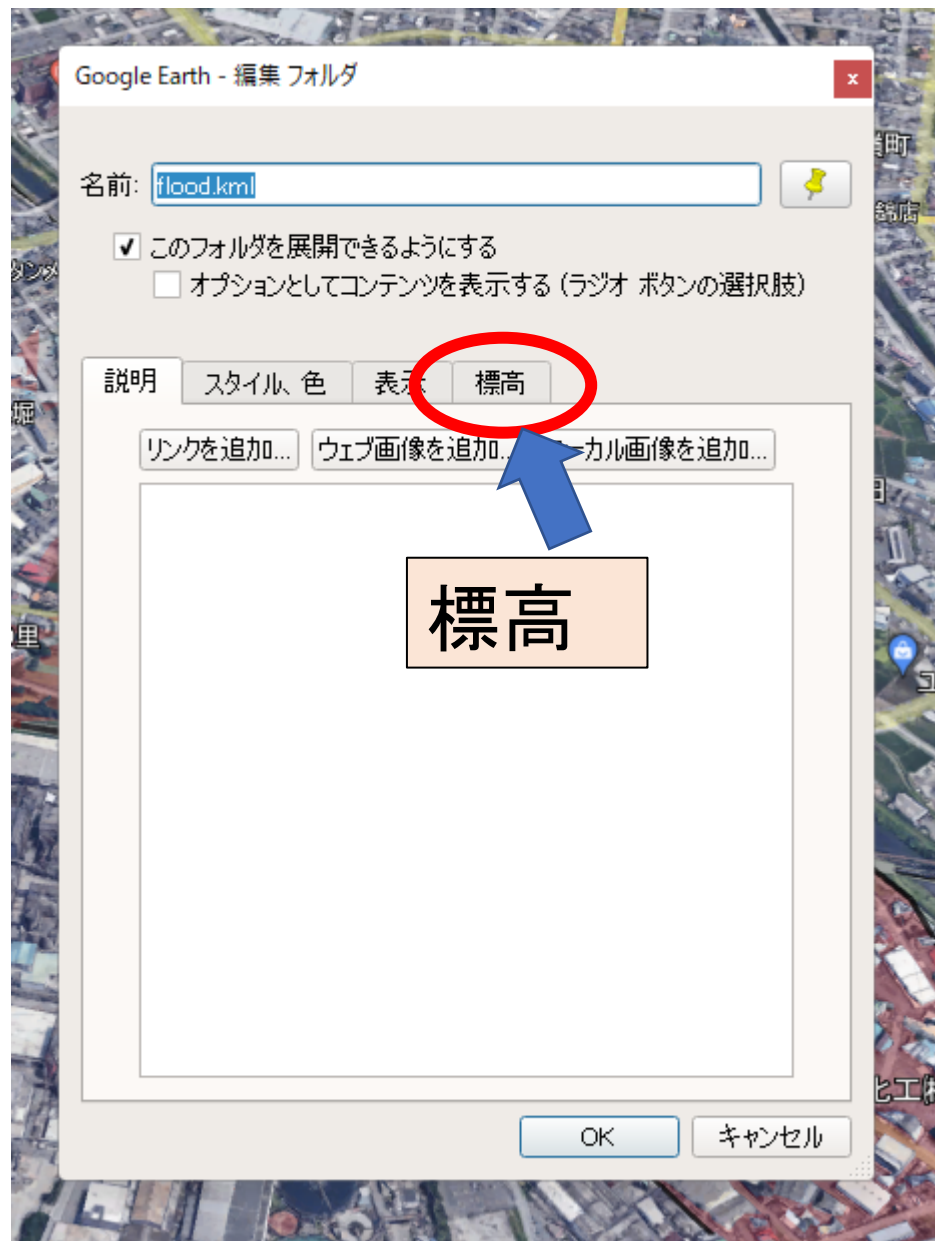 Google Earth - 編集 フォルダ
x
町
名前: flood.kml
✔ このフォルダを展開できるようにする
オプションとしてコンテンツを表示する (ラジオ ボタンの選択肢)
説明 スタイル、色 表示 標高
堀
リンクを追加... ウェブ画像を追加... ーカル画像を追加...
標高
里
ユ
OK キャンセル